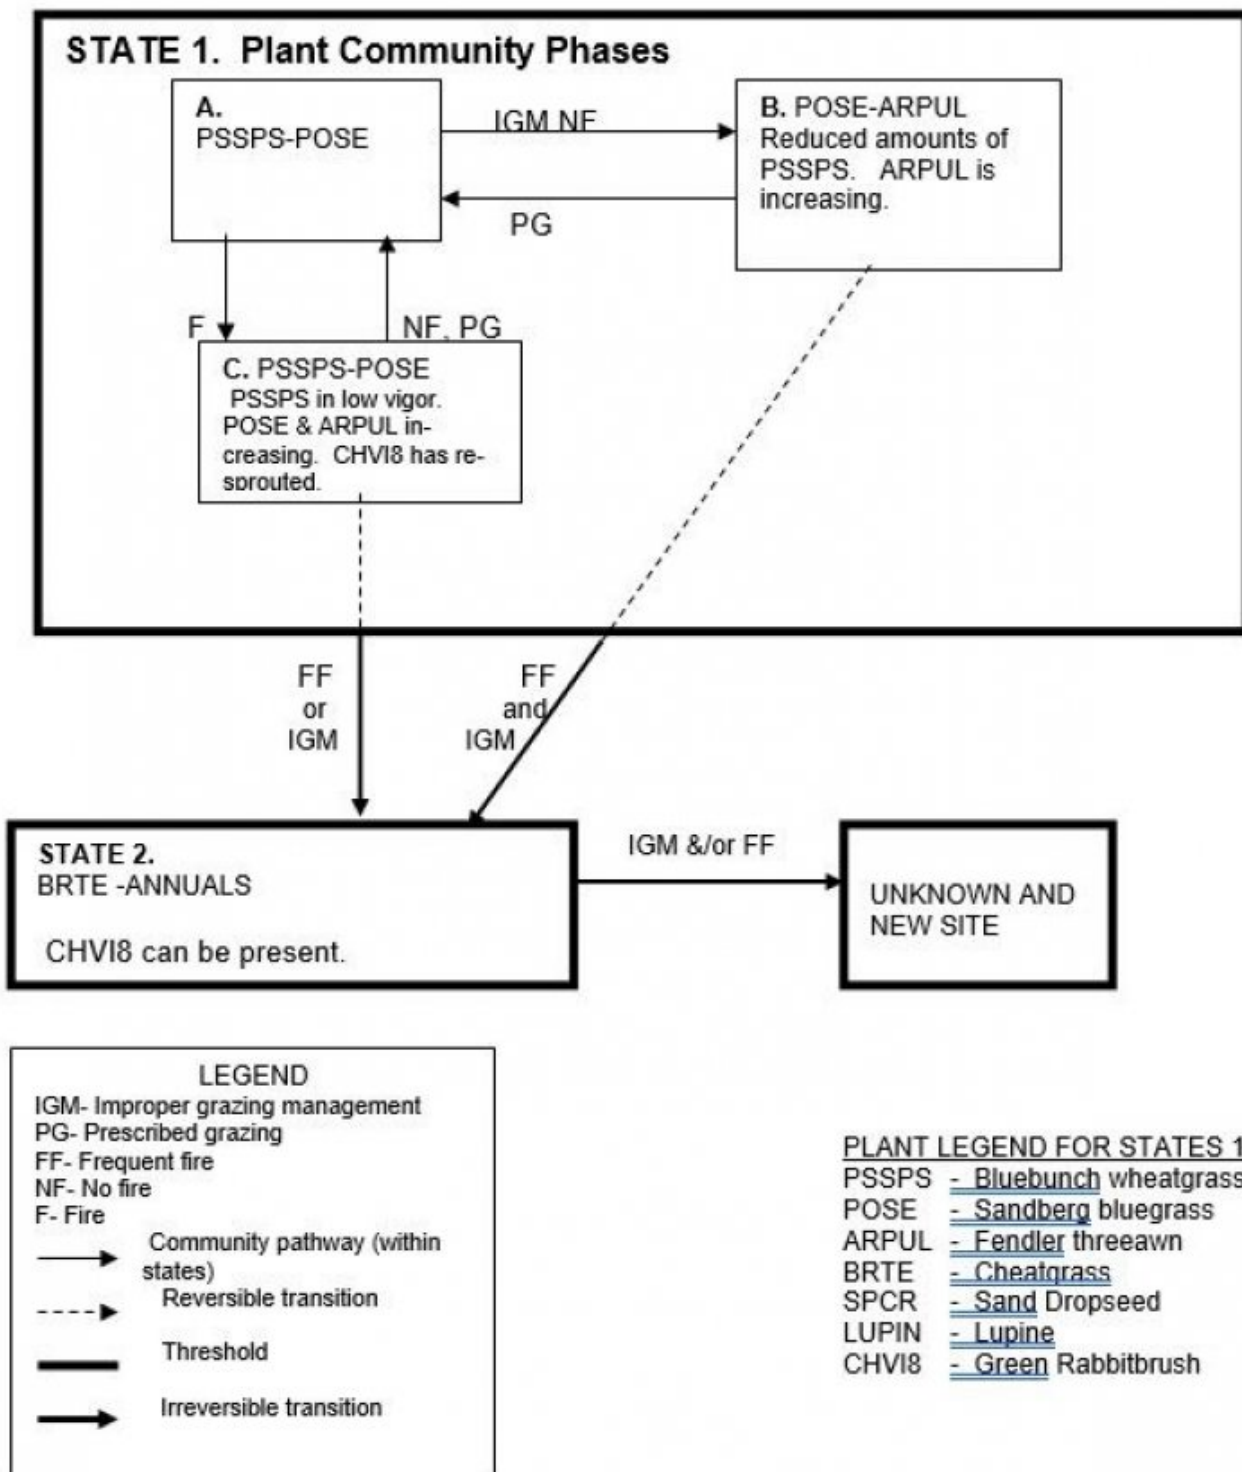 STATE 1. Plant Community Phases
A.
PSSPS-POSE
IGM NF
B. POSE-ARPUL
Reduced amounts of
PSSPS. ARPUL is
increasing.
PG
F
NF, PG
C. PSSPS-POSE
PSSPS in low vigor.
POSE & ARPUL in-
creasing. CHVI8 has re-
sprouted.
FF
or
IGM
FF
and
IGM
STATE 2.
BRTE -ANNUALS
CHVI8 can be present.
IGM &/or FF
UNKNOWN AND
NEW SITE
LEGEND
IGM- Improper grazing management
PG- Prescribed grazing
FF- Frequent fire
NF- No fire
F- Fire
Community pathway (within
states)
Reversible transition
Threshold
Irreversible transition
PLANT LEGEND FOR STATES 1
PSSPS - Bluebunch wheatgrass
POSE - Sandberg bluegrass
ARPUL - Fendler threeawn
BRTE - Cheatgrass
SPCR - Sand Dropseed
LUPIN - Lupine
CHVI8 - Green Rabbitbrush